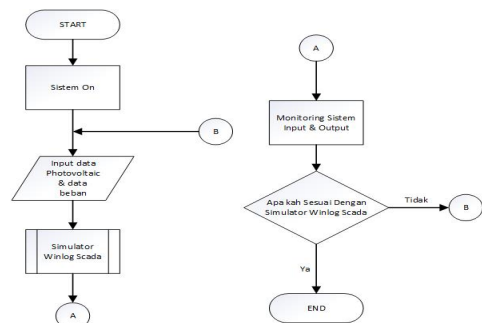 START
Sistem On
B
Input data
Photovoltaic
& data
beban
Simulator
Winlog Scada
A
A
Monitoring Sistem
Input & Output
Apa kah Sesuai Dengan
Simulator Winlog Scada
Tidak
B
Ya
END